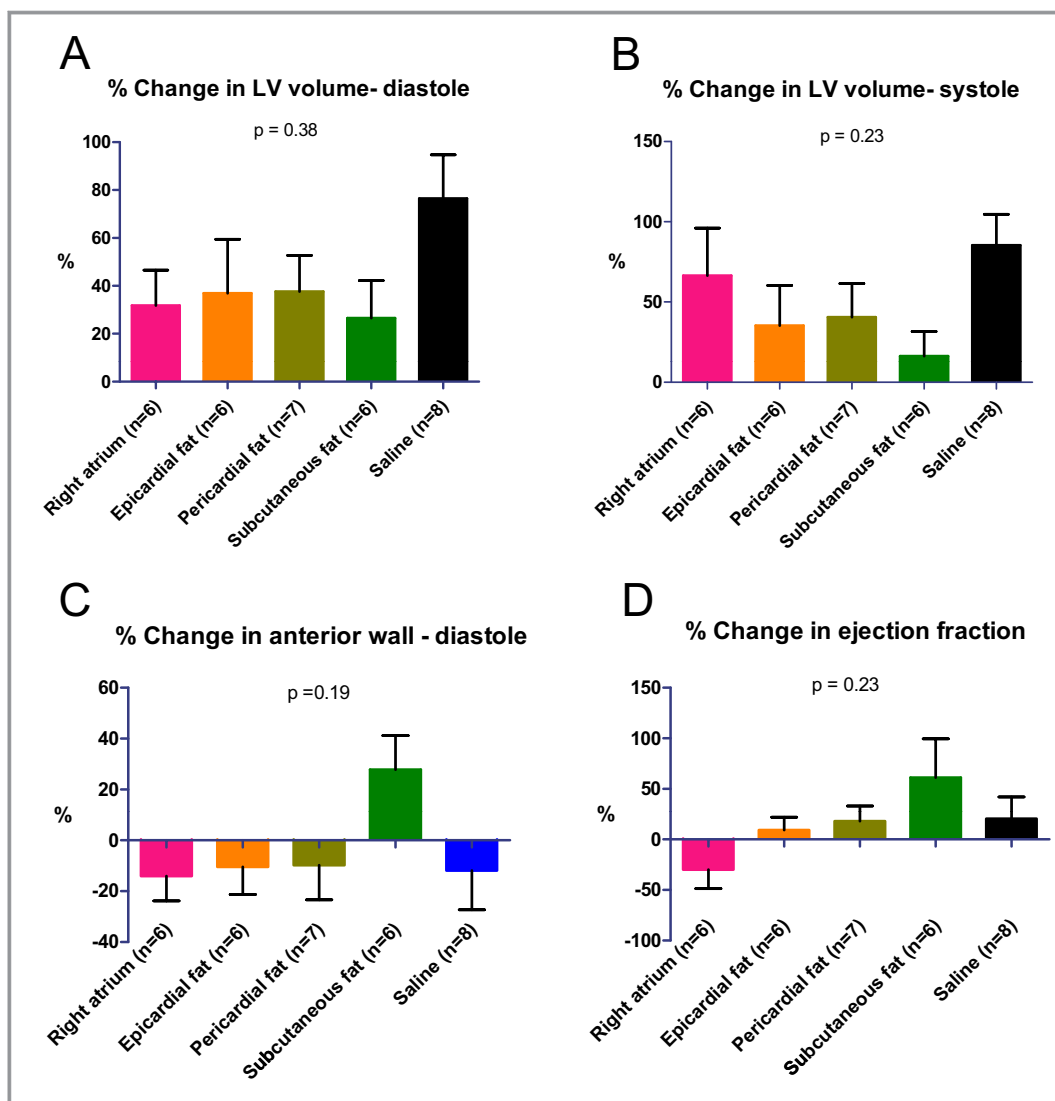 A
% Change in LV volume- diastole
p = 0.38
100
80
60
40
20
0
%
Right atrium (n=6)
Epicardial fat (n=6)
Pericardial fat (n=7)
Subcutaneous fat (n=6)
Saline (n=8)
B
% Change in LV volume- systole
p = 0.23
150
100
50
0
%
Right atrium (n=6)
Epicardial fat (n=6)
Pericardial fat (n=7)
Subcutaneous fat (n=6)
Saline (n=8)
C
% Change in anterior wall - diastole
p =0.19
60
40
20
0
-20
-40
%
Right atrium (n=6)
Epicardial fat (n=6)
Pericardial fat (n=7)
Subcutaneous fat (n=6)
Saline (n=8)
D
% Change in ejection fraction
p = 0.23
150
100
50
0
-50
-100
%
Right atrium (n=6)
Epicardial fat (n=6)
Pericardial fat (n=7)
Subcutaneous fat (n=6)
Saline (n=8)